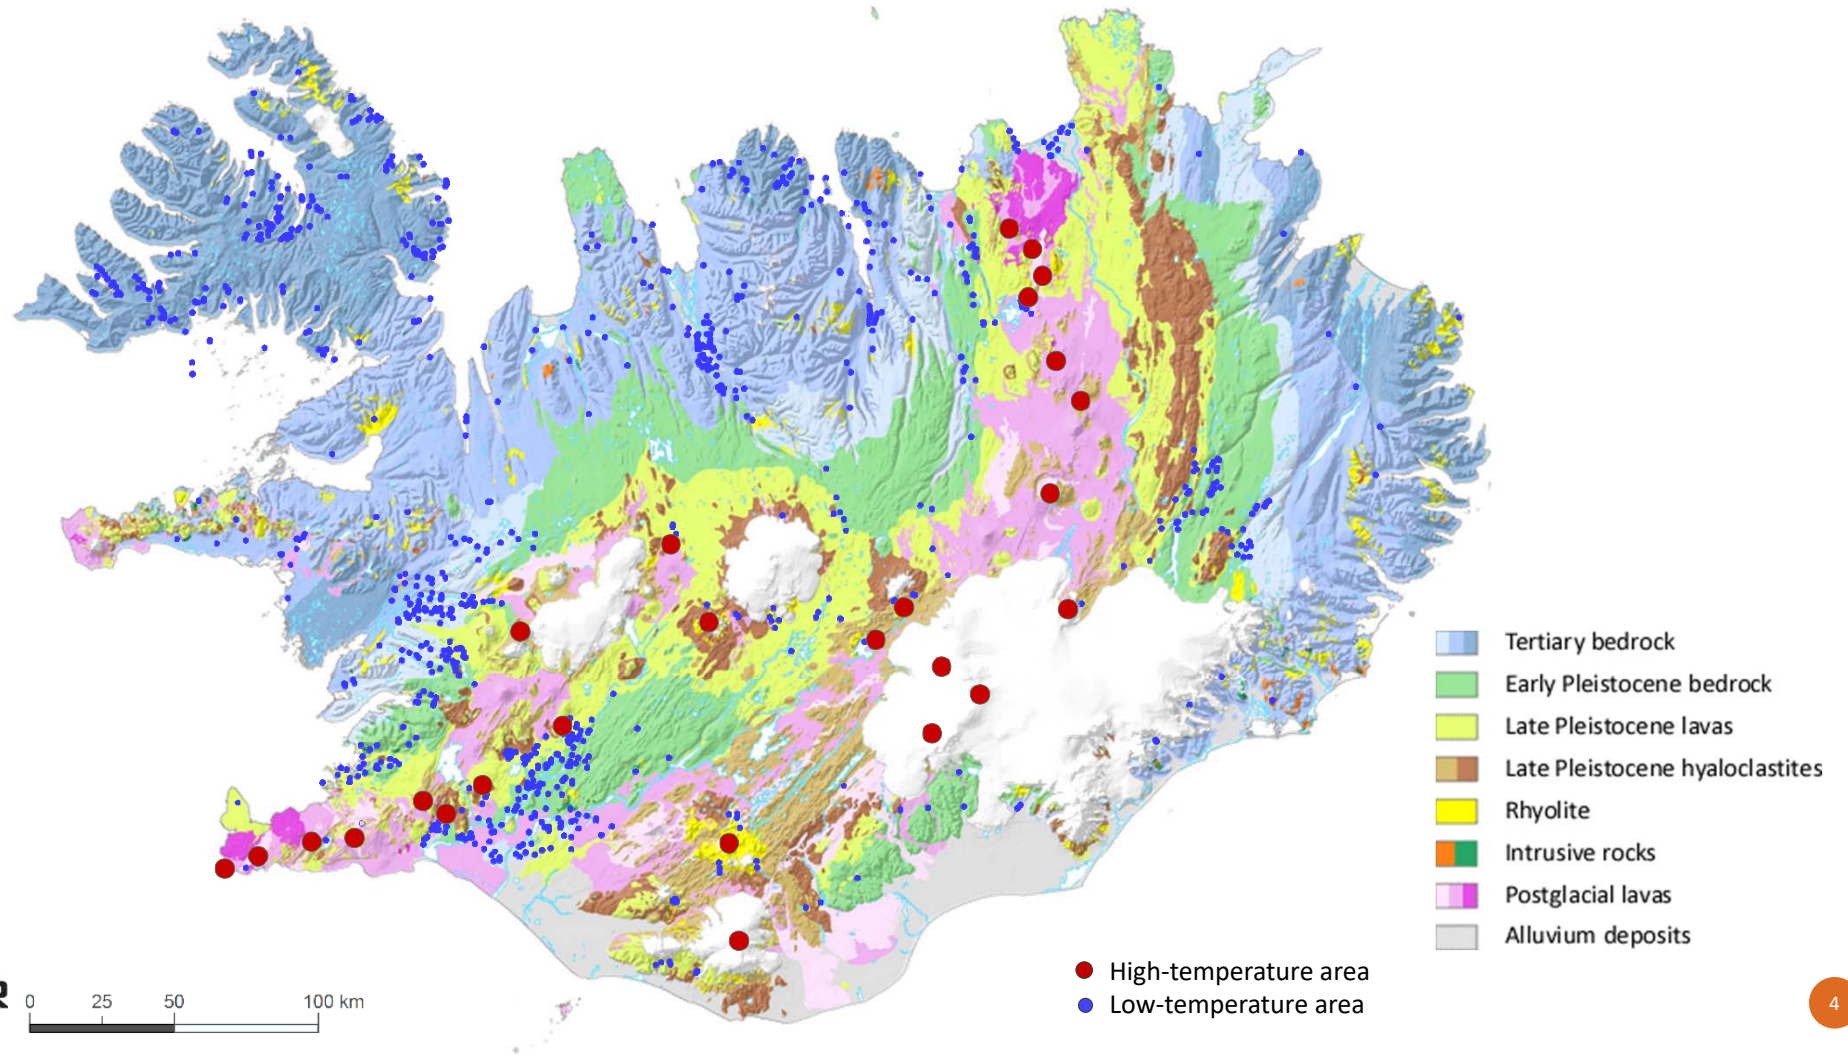 Tertiary bedrock
Early Pleistocene bedrock
Late Pleistocene lavas
Late Pleistocene hyaloclastites
Rhyolite
Intrusive rocks
Postglacial lavas
Alluvium deposits
High-temperature area
Low-temperature area
R
0 25 50 100 km
4